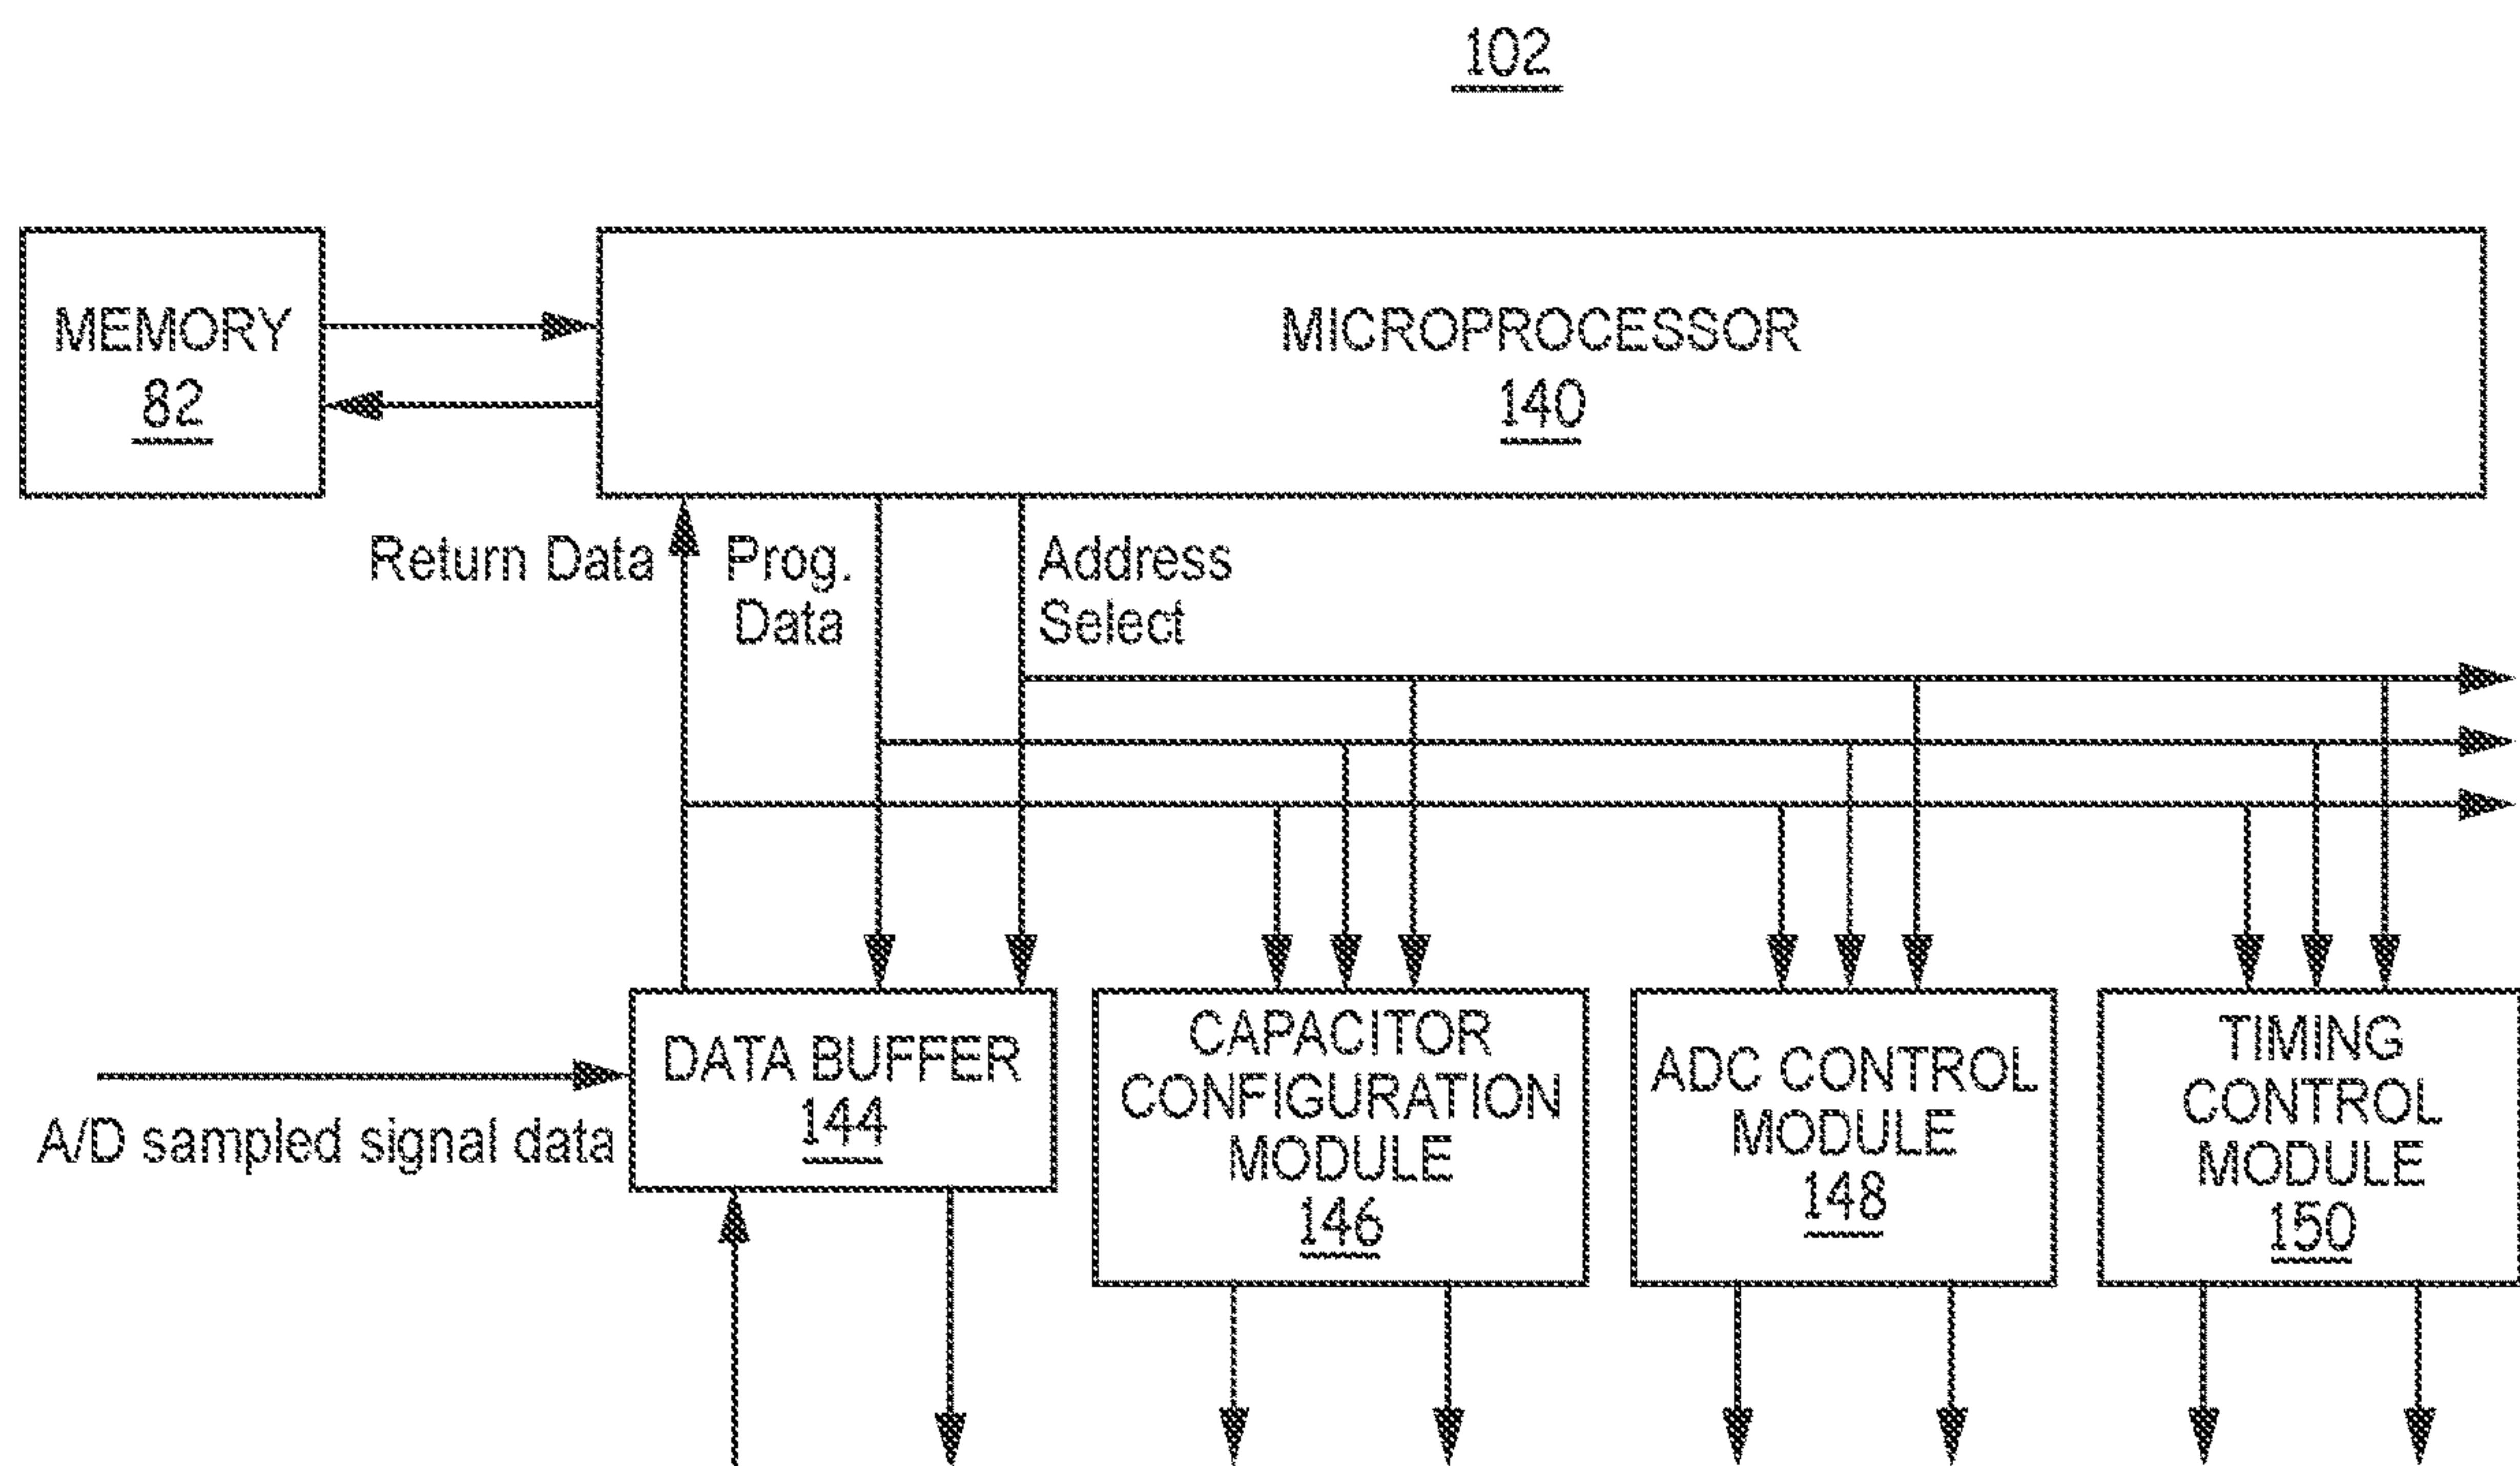 102
MEMORY
82
MICROPROCESSOR
140
Return Data
Prog.
Data
Address
Select
A/D sampled signal data
DATA BUFFER
144
CAPACITOR
CONFIGURATION
MODULE
146
ADC CONTROL
MODULE
148
TIMING
CONTROL
MODULE
150